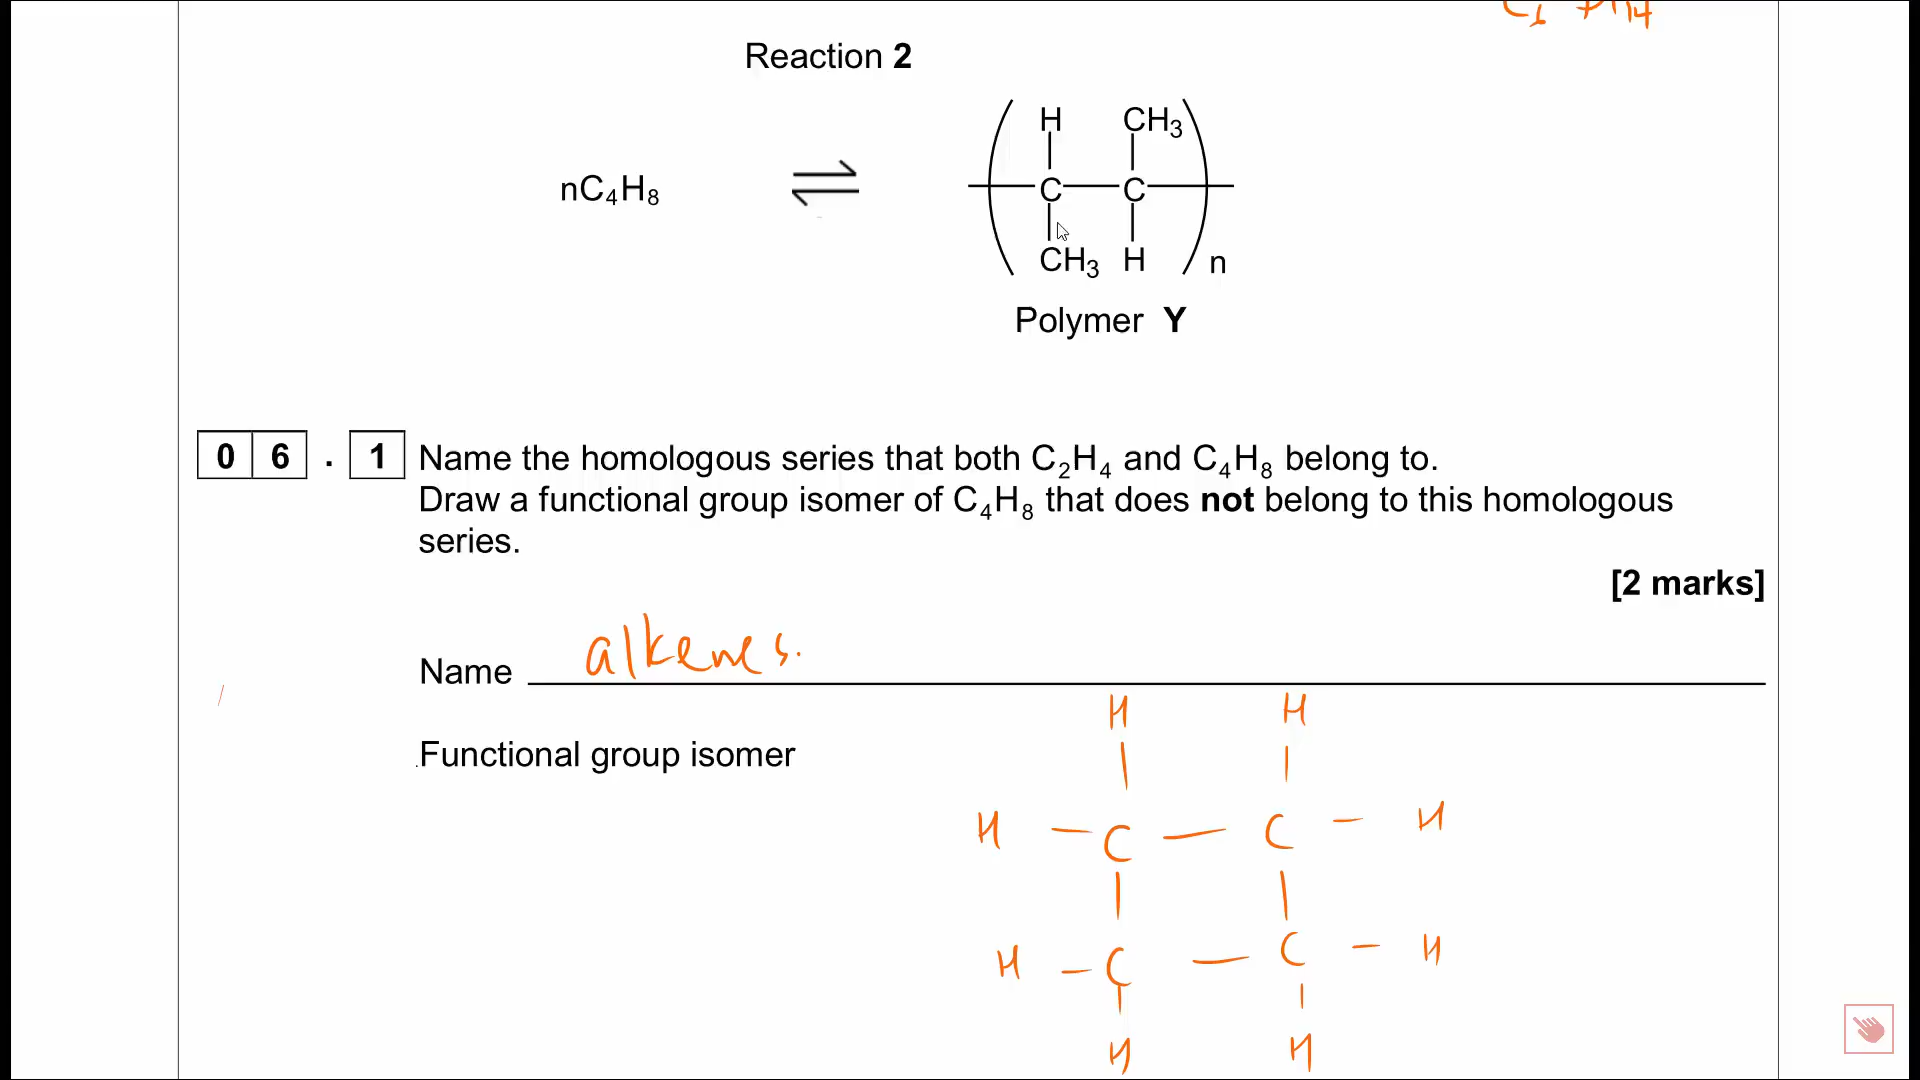 Reaction 2
H CH₃
nC₄H₈ ⇌ C C
CH₃ H n
Polymer Y
0 6 . 1 Name the homologous series that both C₂H₄ and C₄H₈ belong to.
Draw a functional group isomer of C₄H₈ that does not belong to this homologous
series.
[2 marks]
Name alkenes.
H H
Functional group isomer
H – C – C – H
H – C – C – H
H H